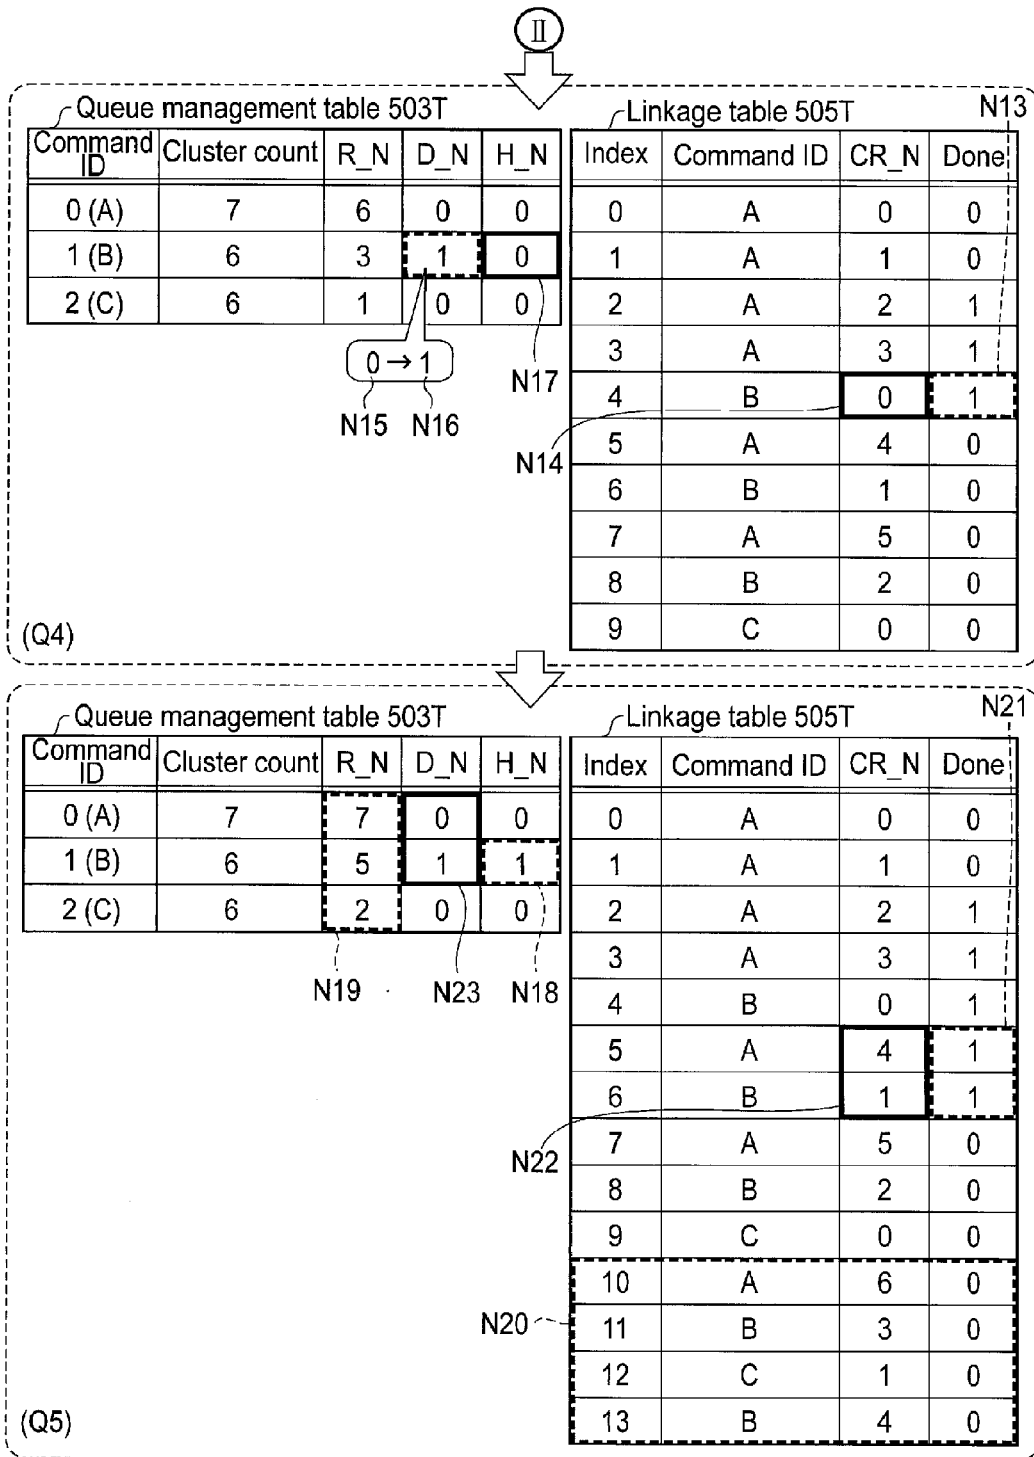 II
Queue management table 503T
Command ID Cluster count R_N D_N H_N
0 (A) 7 6 0 0
1 (B) 6 3 1 0
2 (C) 6 1 0 0
0→1
N15 N16
N17
Linkage table 505T
N13
Index Command ID CR_N Done
0 A 0 0
1 A 1 0
2 A 2 1
3 A 3 1
4 B 0 1
5 A 4 0
6 B 1 0
7 A 5 0
8 B 2 0
9 C 0 0
N14
(Q4)
Queue management table 503T
Command ID Cluster count R_N D_N H_N
0 (A) 7 7 0 0
1 (B) 6 5 1 1
2 (C) 6 2 0 0
N19 N23 N18
Linkage table 505T
N21
Index Command ID CR_N Done
0 A 0 0
1 A 1 0
2 A 2 1
3 A 3 1
4 B 0 1
5 A 4 1
6 B 1 1
7 A 5 0
8 B 2 0
9 C 0 0
10 A 6 0
11 B 3 0
12 C 1 0
13 B 4 0
N22
N20
(Q5)